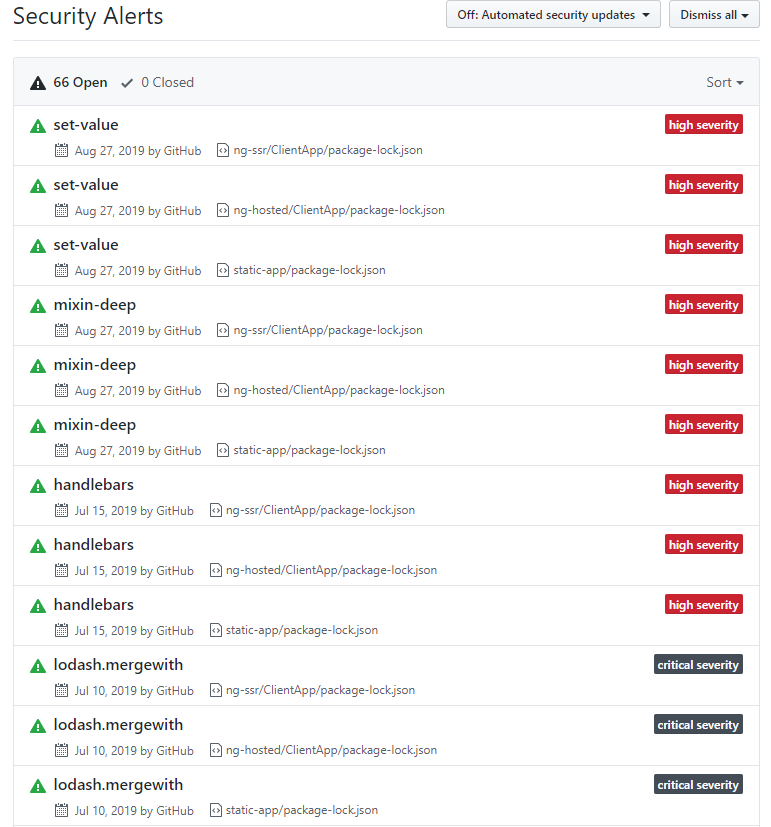 Security Alerts Off: Automated security updates Dismiss all
66 Open 0 Closed Sort
set-value high severity
Aug 27, 2019 by GitHub ng-ssr/ClientApp/package-lock.json
set-value high severity
Aug 27, 2019 by GitHub ng-hosted/ClientApp/package-lock.json
set-value high severity
Aug 27, 2019 by GitHub static-app/package-lock.json
mixin-deep high severity
Aug 27, 2019 by GitHub ng-ssr/ClientApp/package-lock.json
mixin-deep high severity
Aug 27, 2019 by GitHub ng-hosted/ClientApp/package-lock.json
mixin-deep high severity
Aug 27, 2019 by GitHub static-app/package-lock.json
handlebars high severity
Jul 15, 2019 by GitHub ng-ssr/ClientApp/package-lock.json
handlebars high severity
Jul 15, 2019 by GitHub ng-hosted/ClientApp/package-lock.json
handlebars high severity
Jul 15, 2019 by GitHub static-app/package-lock.json
lodash.mergewith critical severity
Jul 10, 2019 by GitHub ng-ssr/ClientApp/package-lock.json
lodash.mergewith critical severity
Jul 10, 2019 by GitHub ng-hosted/ClientApp/package-lock.json
lodash.mergewith critical severity
Jul 10, 2019 by GitHub static-app/package-lock.json